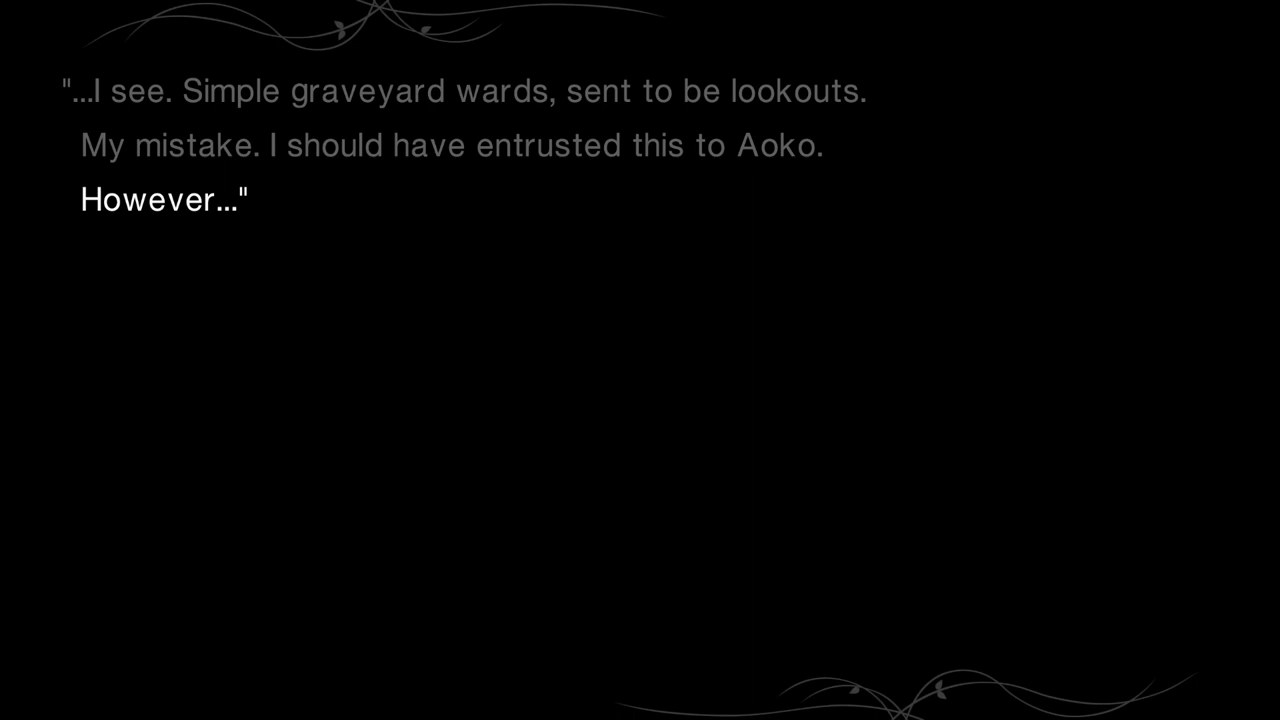 "...I see. Simple graveyard wards, sent to be lookouts.
My mistake. I should have entrusted this to Aoko.
However..."